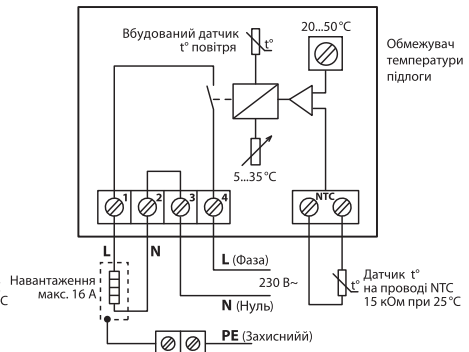 Вбудований датчик
t° повітря
t°
20...50 °C
Обмежувач
температури
підлоги
5...35 °C
1 2 3 4
NTC
L N
L (Фаза)
230 В~
N (Нуль)
Навантаження
макс. 16 А
C
t°
Датчик t°
на проводі NTC
15 кОм при 25 °C
PE (Захиснийй)